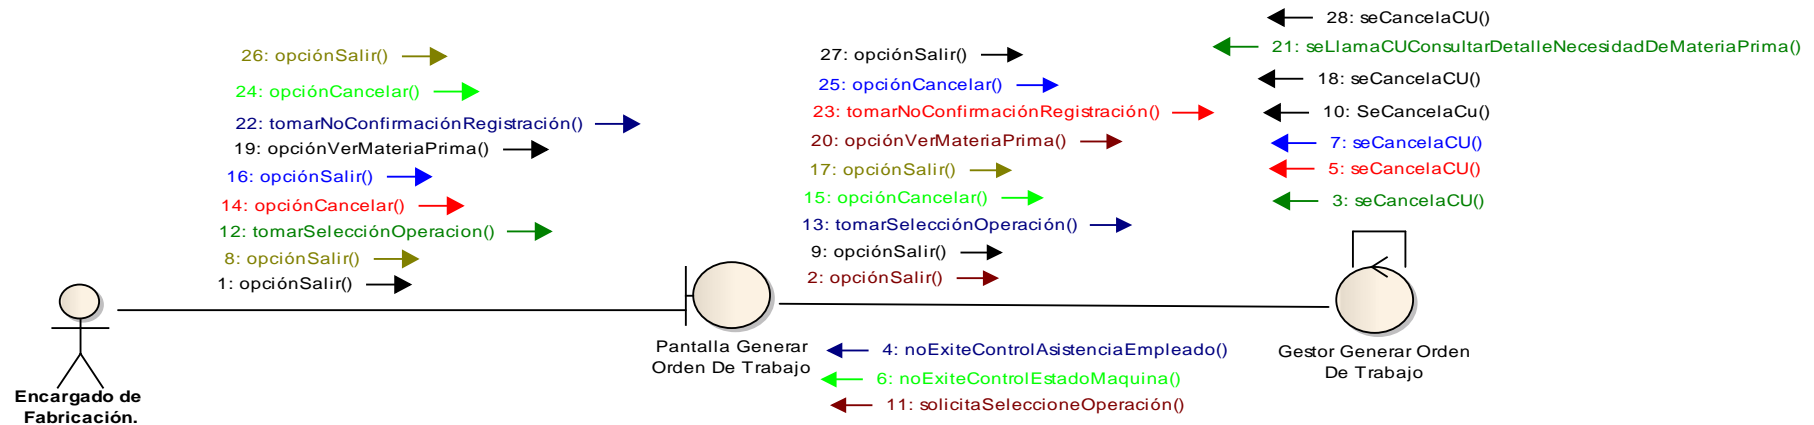 28: seCancelaCU()
21: seLlamaCUConsultarDetalleNecesidadDeMateriaPrima()
18: seCancelaCU()
10: SeCancelaCu()
7: seCancelaCU()
5: seCancelaCU()
3: seCancelaCU()
26: opciónSalir()
24: opciónCancelar()
22: tomarNoConfirmaciónRegistración()
19: opciónVerMateriaPrima()
16: opciónSalir()
14: opciónCancelar()
12: tomarSelecciónOperacion()
8: opciónSalir()
1: opciónSalir()
27: opciónSalir()
25: opciónCancelar()
23: tomarNoConfirmaciónRegistración()
20: opciónVerMateriaPrima()
17: opciónSalir()
15: opciónCancelar()
13: tomarSelecciónOperación()
9: opciónSalir()
2: opciónSalir()
Pantalla Generar
Orden De Trabajo
4: noExiteControlAsistenciaEmpleado()
6: noExiteControlEstadoMaquina()
11: solicitaSeleccioneOperación()
Gestor Generar Orden
De Trabajo
Encargado de
Fabricación.